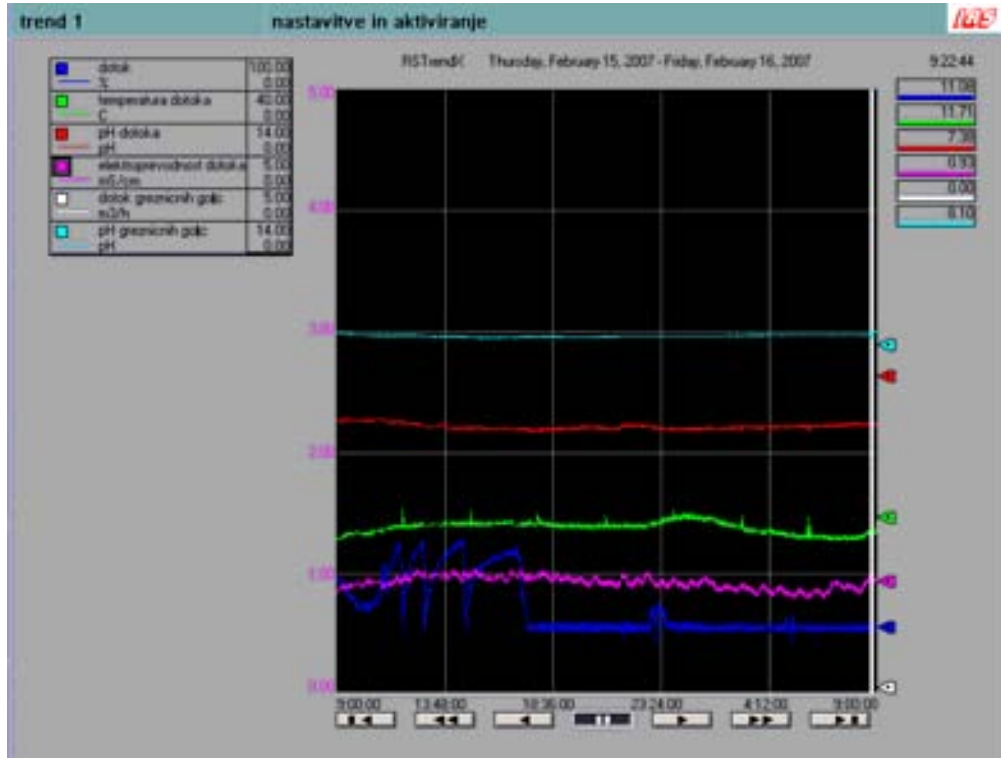 trend 1 nastavitve in aktiviranje IAS
RSTrendX Thursday, February 15, 2007 - Friday, February 16, 2007 9:22:44
dotok 100.00
% 0.00
temperatura dotoka 40.00
C 0.00
pH dotoka 14.00
pH 0.00
elektroprevodnost dotoka 5.00
mS/cm 0.00
dotok greznicnih golic 5.00
m3/h 0.00
pH greznicnih golic 14.00
pH 0.00
11.08
11.71
7.38
0.93
0.00
8.10
5.00
4.00
3.00
2.00
1.00
0.00
9:00:00 13:48:00 18:36:00 23:24:00 4:12:00 9:00:00